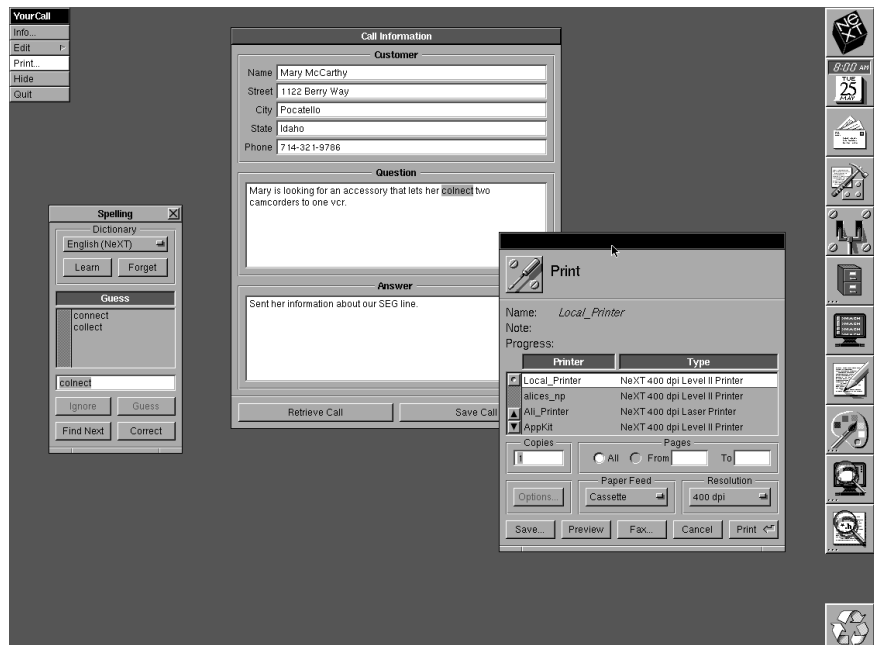 YourCall
Info...
Edit
Print...
Hide
Quit
Call Information
Customer
Name Mary McCarthy
Street 1122 Berry Way
City Pocatello
State Idaho
Phone 714-321-9786
Question
Mary is looking for an accessory that lets her colnect two
camcorders to one vcr.
Answer
Sent her information about our SEG line.
Retrieve Call
Save Call
Spelling
Dictionary
English (NeXT)
Learn Forget
Guess
connect
collect
colnect
Ignore Guess
Find Next Correct
Print
Name: Local_Printer
Note:
Progress:
Printer Type
Local_Printer NeXT 400 dpi Level II Printer
alices_np NeXT 400 dpi Level II Printer
Ali_Printer NeXT 400 dpi Laser Printer
AppKit NeXT 400 dpi Level II Printer
Copies Pages
1 All From To
Paper Feed Resolution
Options... Cassette 400 dpi
Save... Preview Fax... Cancel Print
NeXT
8:00 AM
TUE
25
MAY